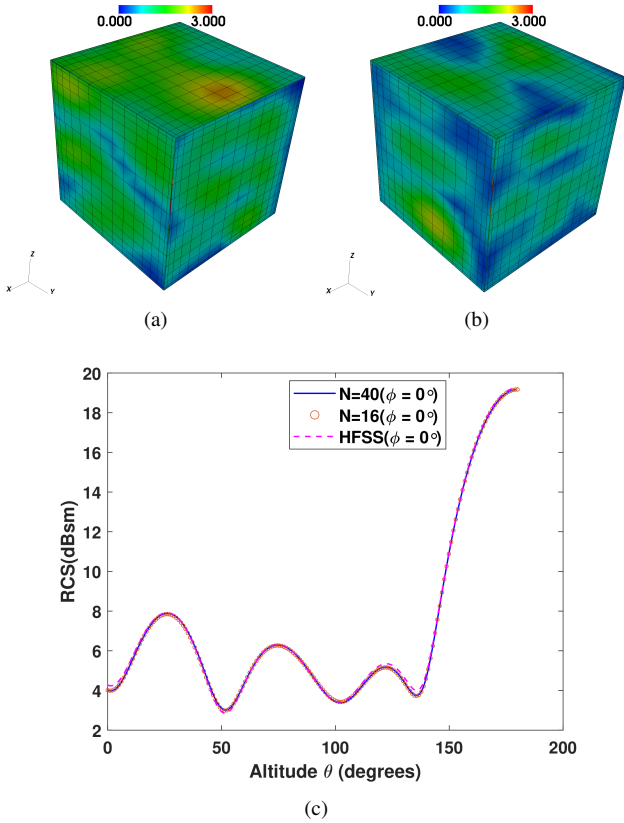 0.000 3.000
0.000 3.000
Z
X
Y
Z
X
Y
(a)
(b)
20
18
16
14
12
10
8
6
4
2
RCS(dBsm)
N=40(ϕ = 0°)
N=16(ϕ = 0°)
HFSS(ϕ = 0°)
0 50 100 150 200
Altitude θ (degrees)
(c)